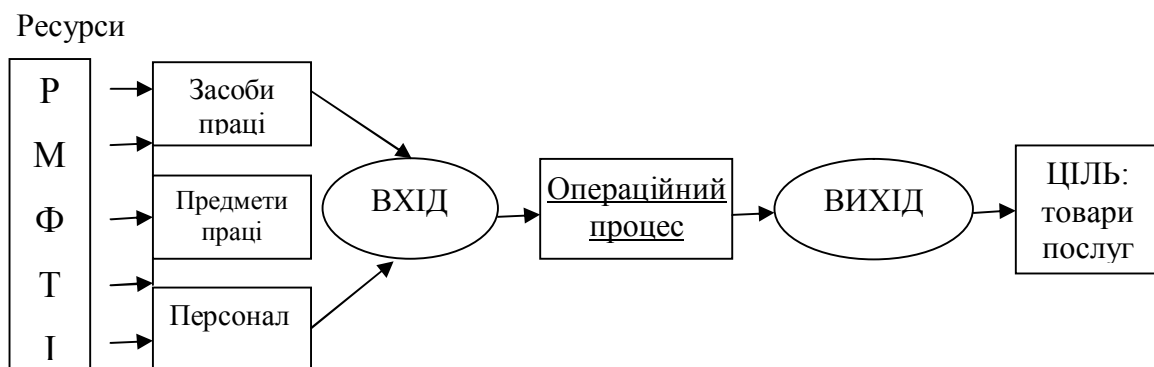 Ресурси
Р
М
Ф
Т
І
Засоби
праці
Предмети
праці
Персонал
ВХІД
Операційний
процес
ВИХІД
ЦІЛЬ:
товари
послуг